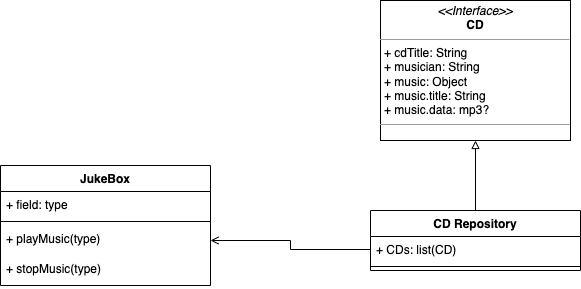 <<Interface>>
CD
+ cdTitle: String
+ musician: String
+ music: Object
+ music.title: String
+ music.data: mp3?
JukeBox
+ field: type
+ playMusic(type)
+ stopMusic(type)
CD Repository
+ CDs: list(CD)